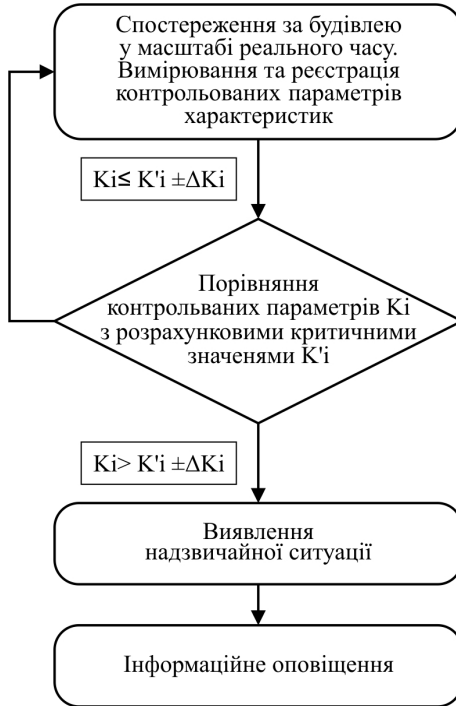 Спостереження за будівлею
у масштабі реального часу.
Вимірювання та реєстрація
контрольованих параметрів
характеристик
Ki≤ K'i ±ΔKi
Порівняння
контрольваних параметрів Ki
з розрахунковими критичними
значенями K'i
Ki> K'i ±ΔKi
Виявлення
надзвичайної ситуації
Інформаційне оповіщення